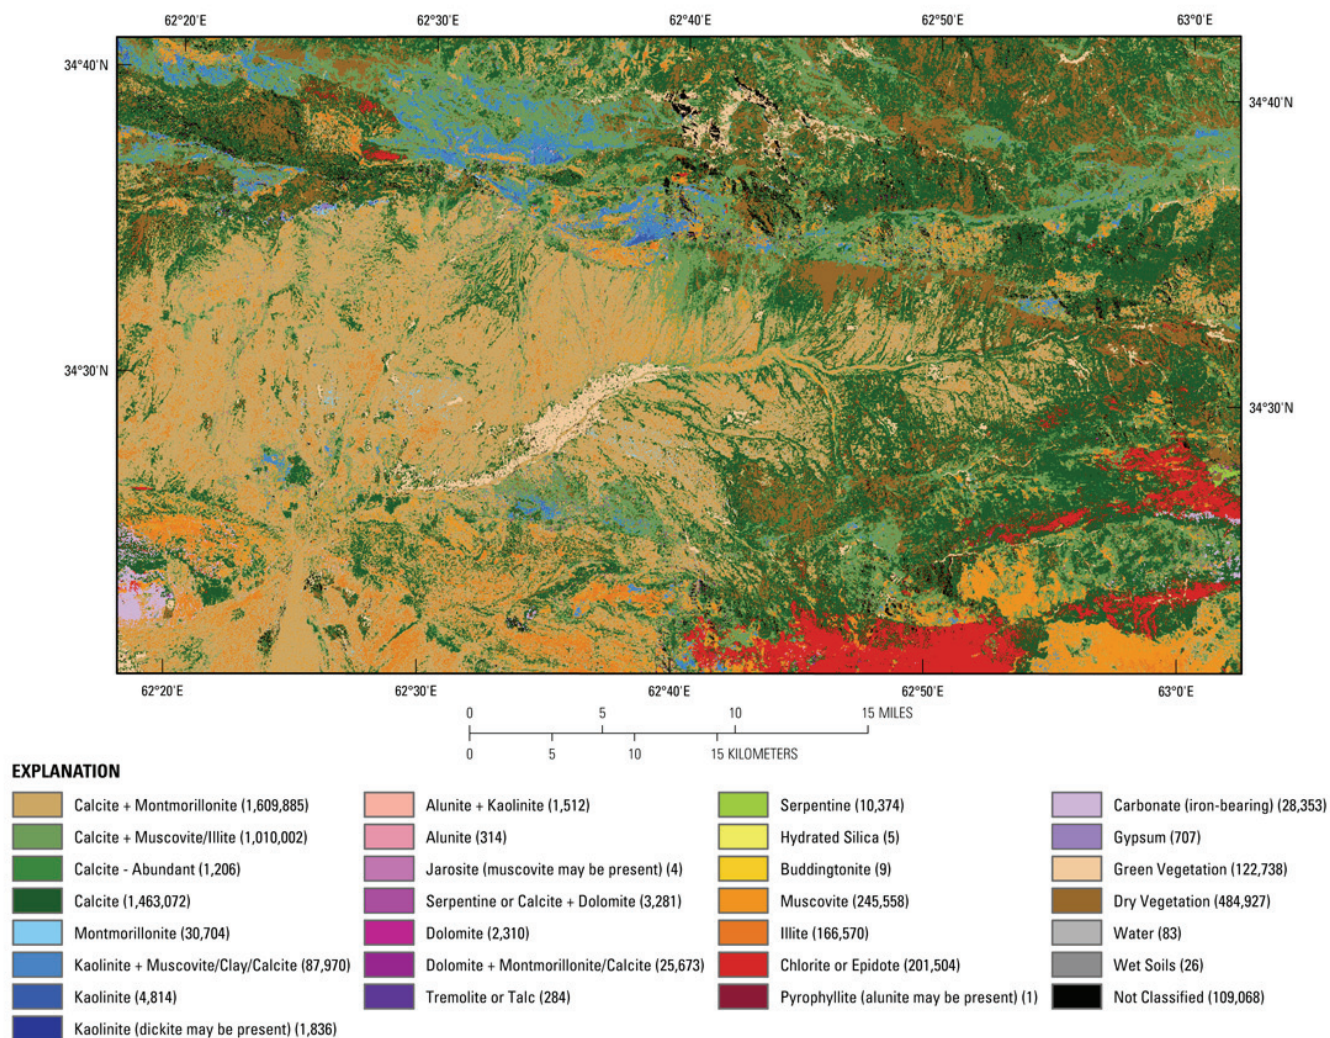 62°20'E 62°30'E 62°40'E 62°50'E 63°0'E
34°40'N
34°40'N
34°30'N
34°30'N
62°20'E 62°30'E 62°40'E 62°50'E 63°0'E
0 5 10 15 MILES
0 5 10 15 KILOMETERS
EXPLANATION
Calcite + Montmorillonite (1,609,885)
Calcite + Muscovite/Illite (1,010,002)
Calcite - Abundant (1,206)
Calcite (1,463,072)
Montmorillonite (30,704)
Kaolinite + Muscovite/Clay/Calcite (87,970)
Kaolinite (4,814)
Kaolinite (dickite may be present) (1,836)
Alunite + Kaolinite (1,512)
Alunite (314)
Jarosite (muscovite may be present) (4)
Serpentine or Calcite + Dolomite (3,281)
Dolomite (2,310)
Dolomite + Montmorillonite/Calcite (25,673)
Tremolite or Talc (284)
Serpentine (10,374)
Hydrated Silica (5)
Buddingtonite (9)
Muscovite (245,558)
Illite (166,570)
Chlorite or Epidote (201,504)
Pyrophyllite (alunite may be present) (1)
Carbonate (iron-bearing) (28,353)
Gypsum (707)
Green Vegetation (122,738)
Dry Vegetation (484,927)
Water (83)
Wet Soils (26)
Not Classified (109,068)